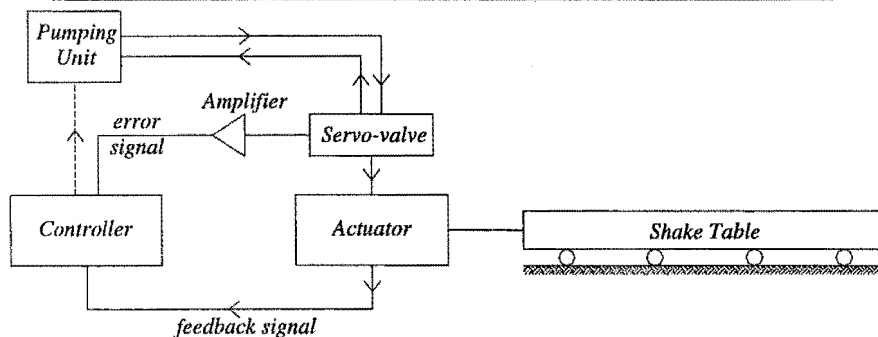 Pumping
Unit
Amplifier
error
signal
Servo-valve
Controller
Actuator
Shake Table
feedback signal